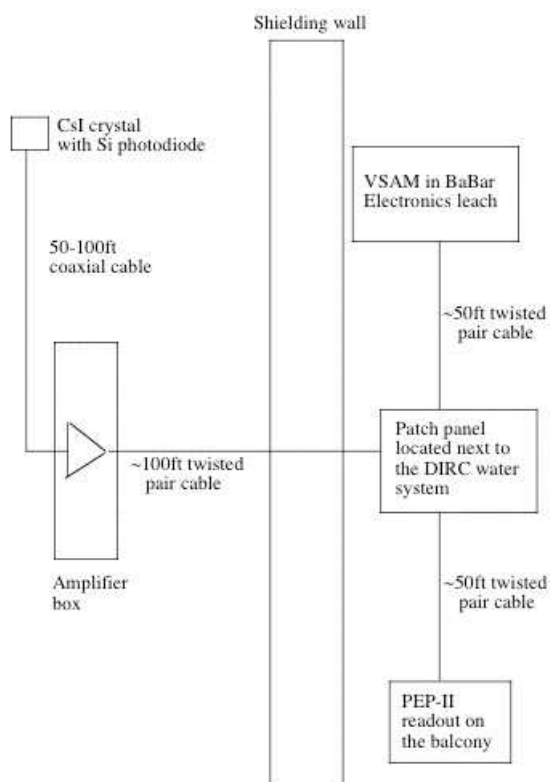 Shielding wall
CsI crystal
with Si photodiode
VSAM in BaBar
Electronics leach
50-100ft
coaxial cable
~50ft twisted
pair cable
Patch panel
located next to
the DIRC water
system
~100ft twisted
pair cable
Amplifier
box
~50ft twisted
pair cable
PEP-II
readout on
the balcony